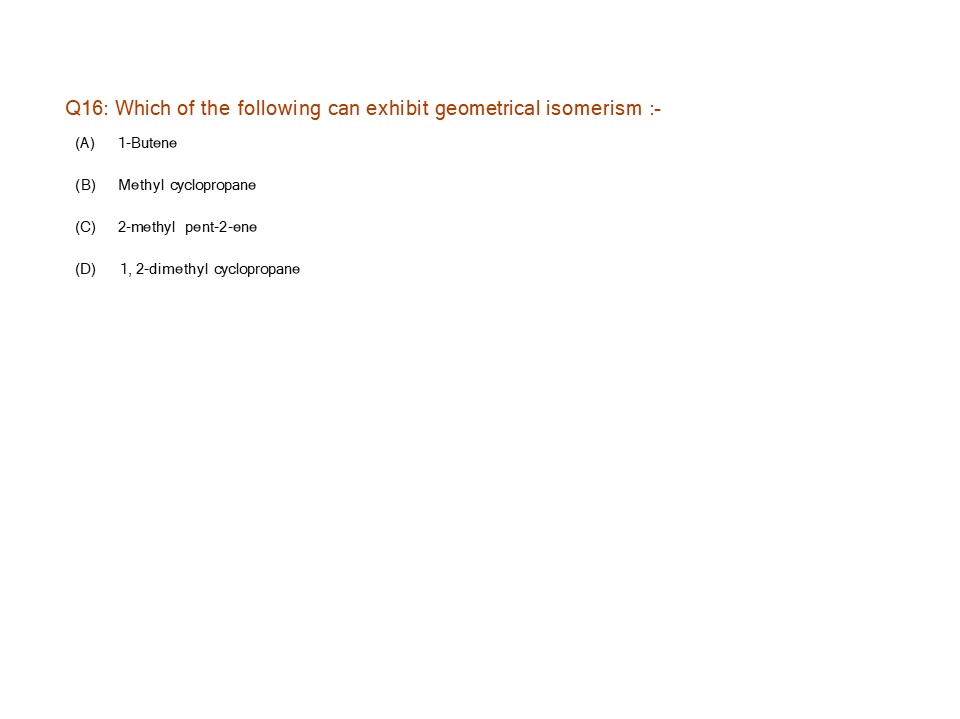 Q16: Which of the following can exhibit geometrical isomerism :-
(A) 1-Butene
(B) Methyl cyclopropane
(C) 2-methyl pent-2-ene
(D) 1, 2-dimethyl cyclopropane